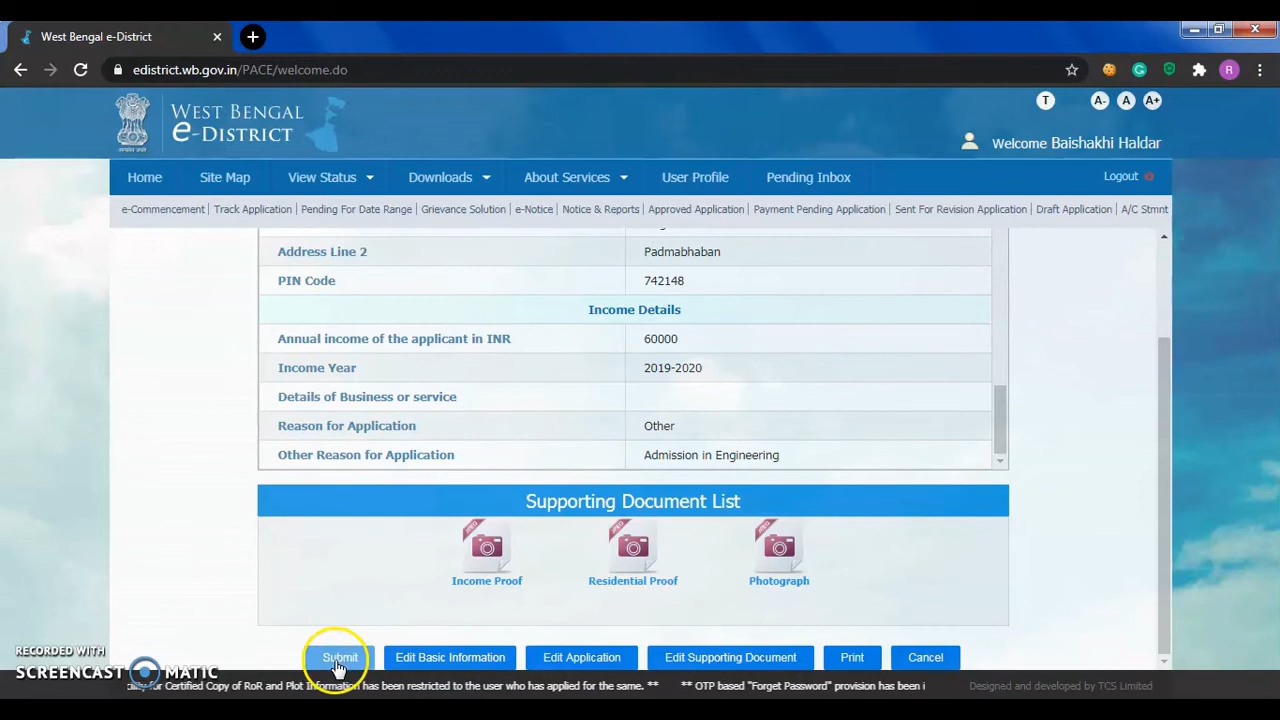 West Bengal e-District
edistrict.wb.gov.in/PACE/welcome.do
R
WEST BENGAL
e-DISTRICT
T A- A A+
Welcome Baishakhi Haldar
Home Site Map View Status Downloads About Services User Profile Pending Inbox Logout
e-Commencement | Track Application | Pending For Date Range | Grievance Solution | e-Notice | Notice & Reports | Approved Application | Payment Pending Application | Sent For Revision Application | Draft Application | A/C Stmnt
Address Line 2 Padmabhaban
PIN Code 742148
Income Details
Annual income of the applicant in INR 60000
Income Year 2019-2020
Details of Business or service
Reason for Application Other
Other Reason for Application Admission in Engineering
Supporting Document List
JPEG JPEG JPEG
Income Proof Residential Proof Photograph
Submit Edit Basic Information Edit Application Edit Supporting Document Print Cancel
RECORDED WITH
SCREENCAST MATIC
for Certified Copy of RoR and Plot Information has been restricted to the user who has applied for the same. ** ** OTP based "Forget Password" provision has been i
Designed and developed by TCS Limited